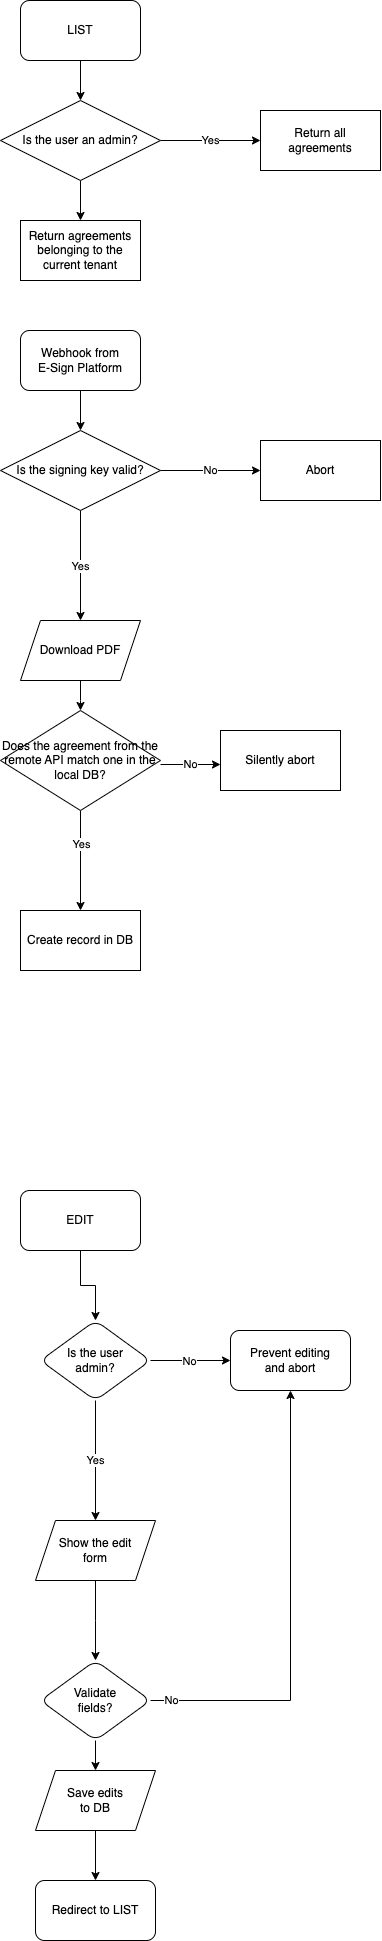 LIST
Is the user an admin?
Yes
Return all
agreements
Return agreements
belonging to the
current tenant
Webhook from
E-Sign Platform
Is the signing key valid?
No
Abort
Yes
Download PDF
Does the agreement from the
remote API match one in the
local DB?
No
Silently abort
Yes
Create record in DB
EDIT
Is the user
admin?
No
Prevent editing
and abort
Yes
Show the edit
form
Validate
fields?
No
Save edits
to DB
Redirect to LIST